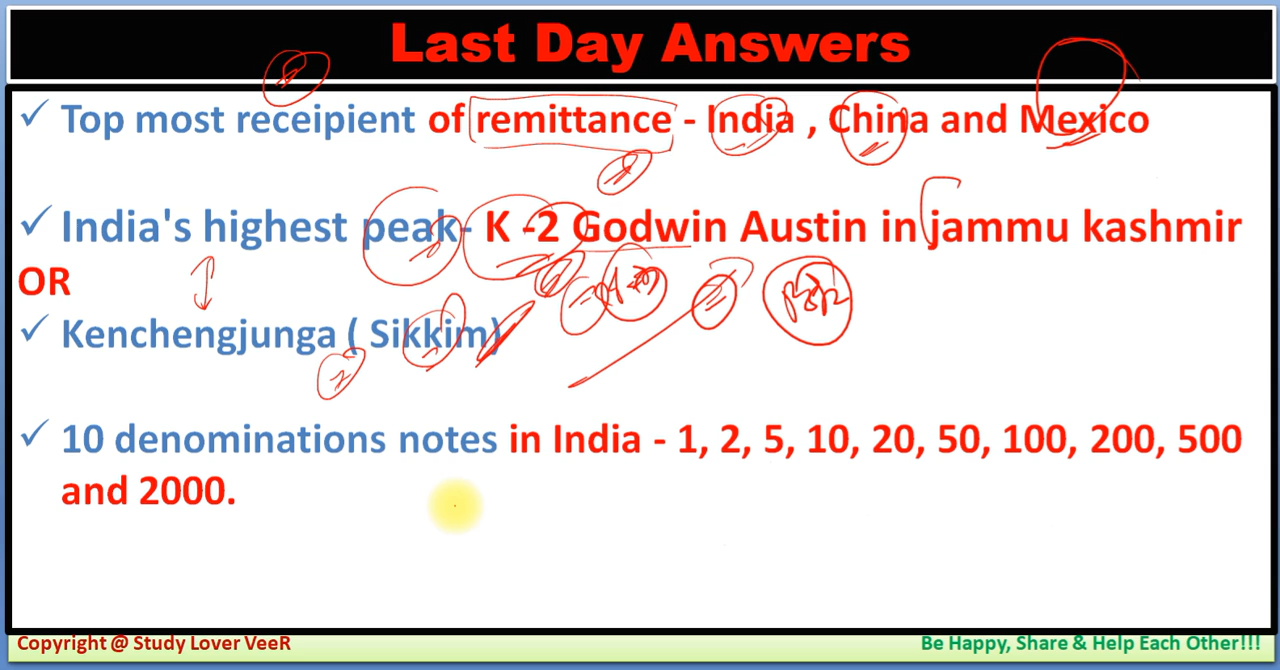 Last Day Answers
✓ Top most receipient of remittance - India , China and Mexico
✓ India's highest peak- K -2 Godwin Austin in jammu kashmir
OR
✓ Kenchengjunga ( Sikkim)
✓ 10 denominations notes in India - 1, 2, 5, 10, 20, 50, 100, 200, 500
and 2000.
Copyright @ Study Lover VeeR
Be Happy, Share & Help Each Other!!!